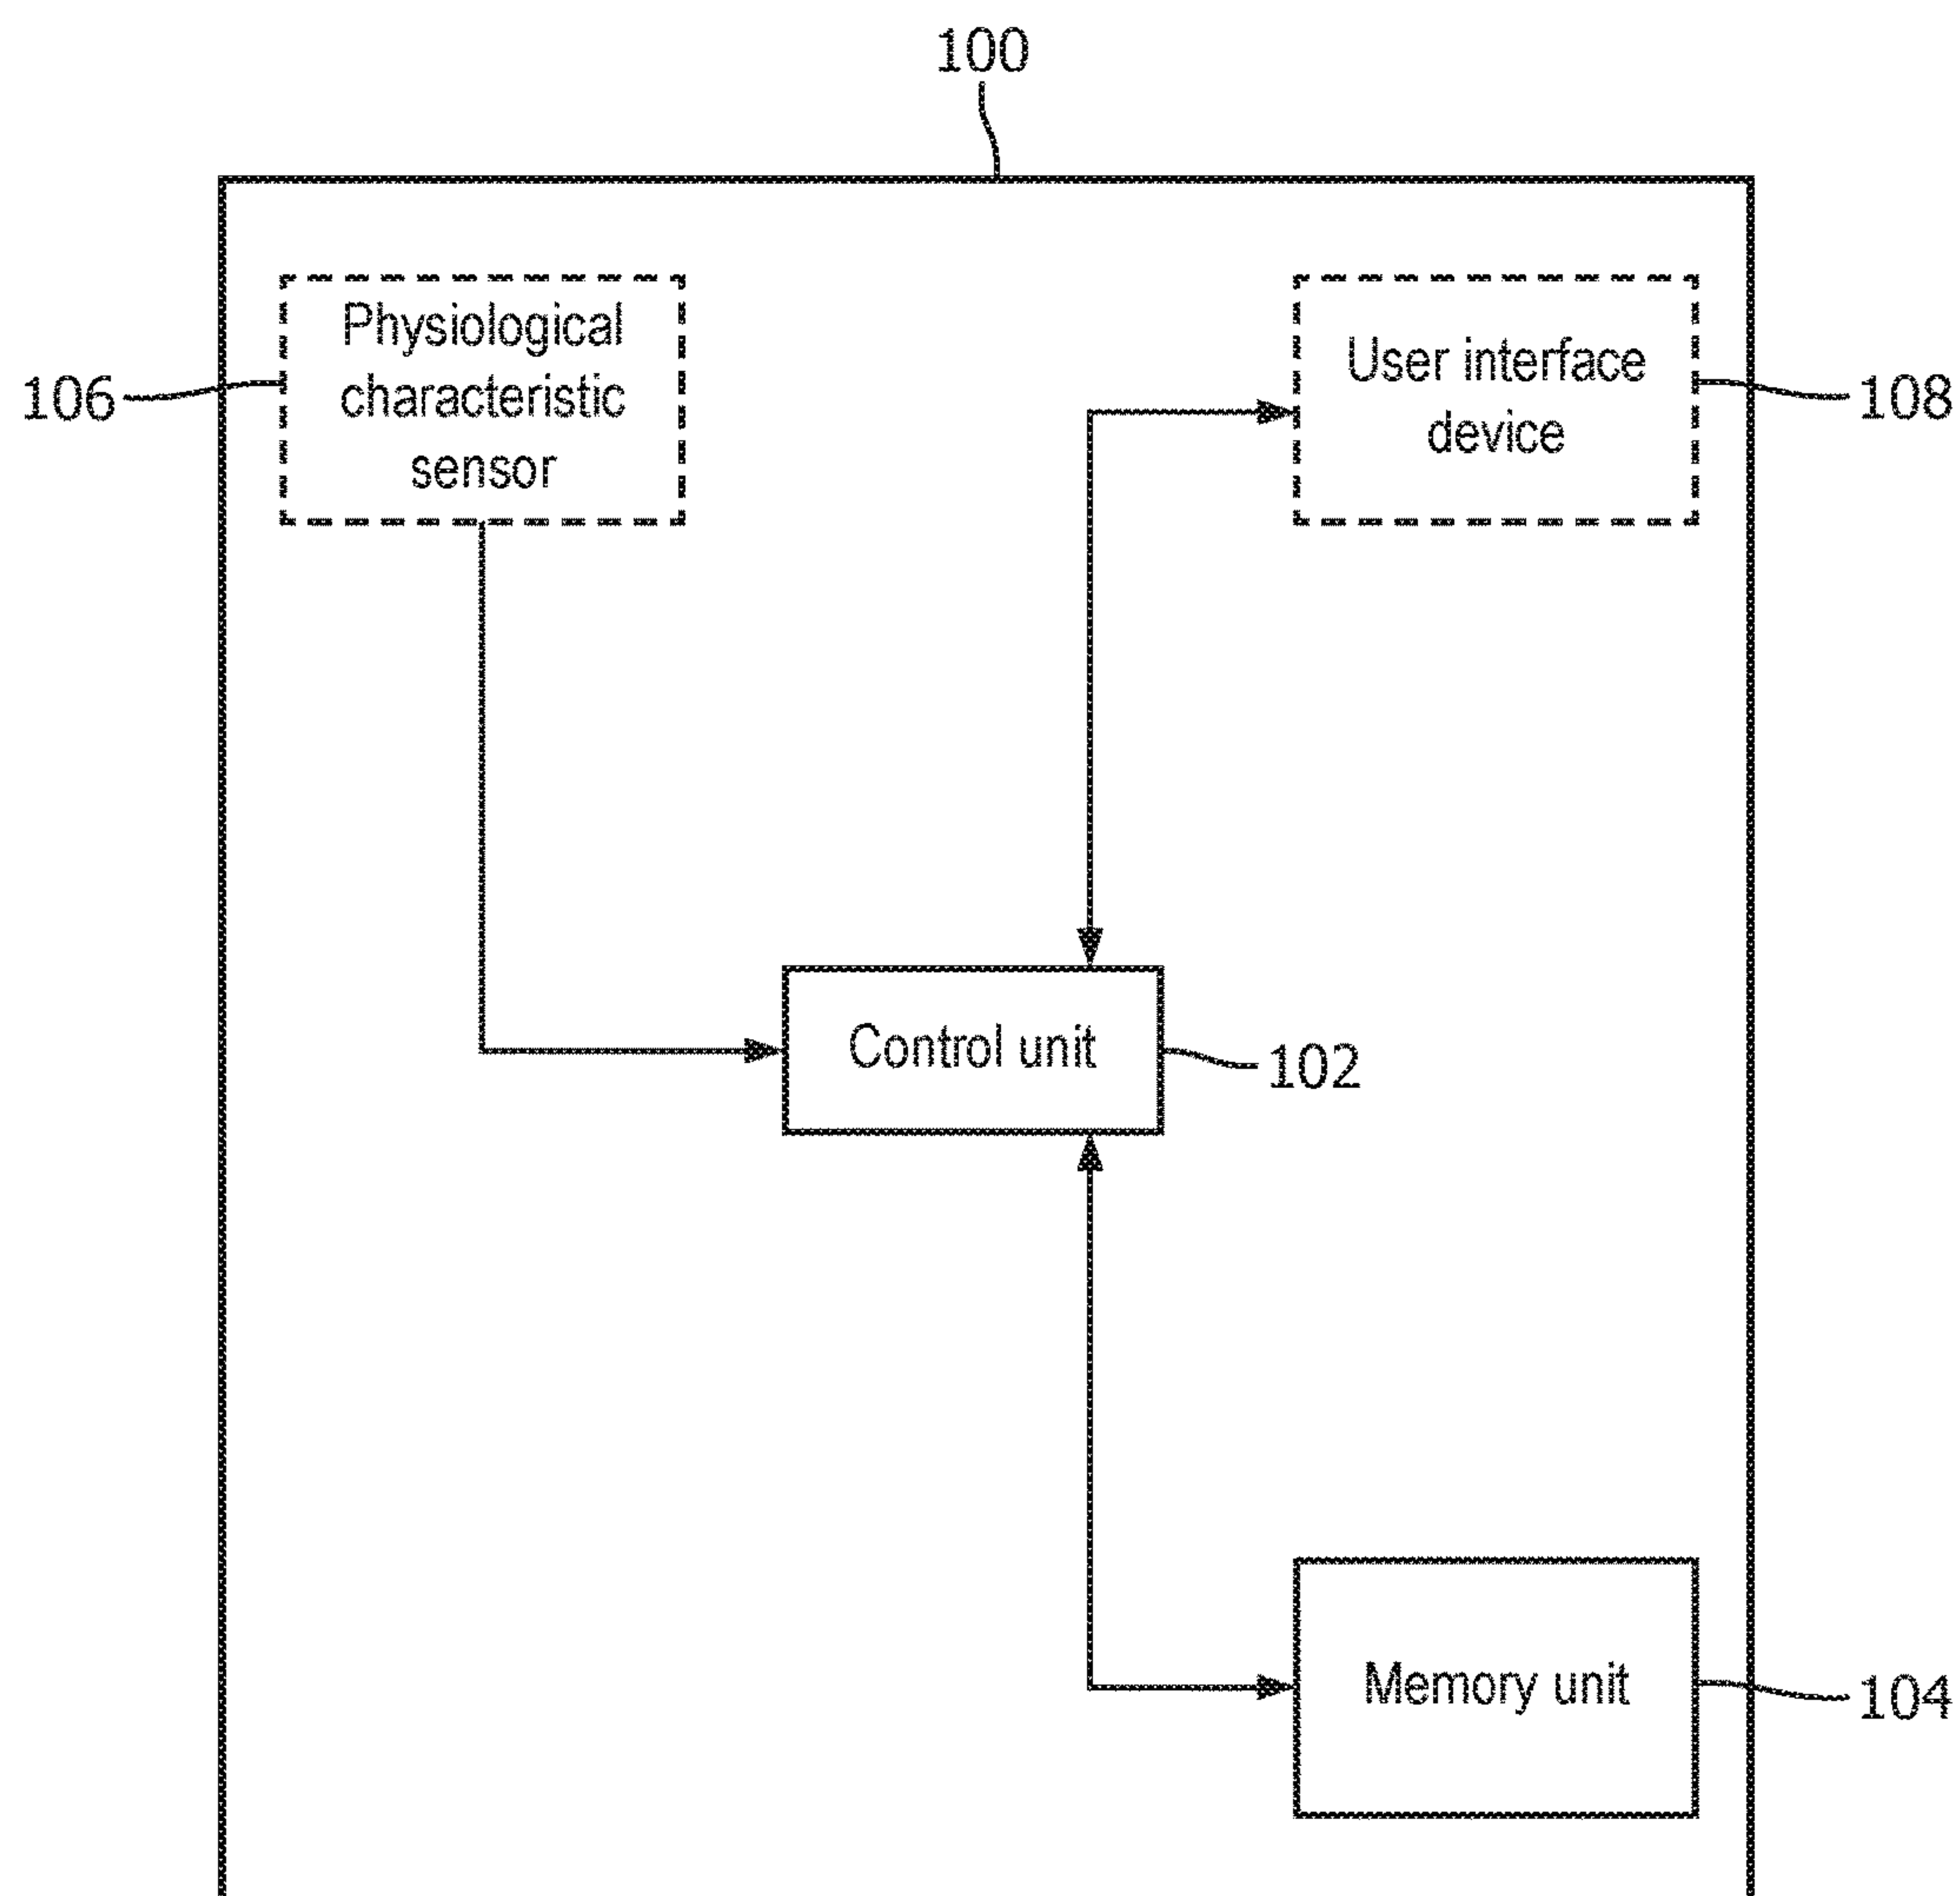 100
Physiological
characteristic
sensor
106
User interface
device
108
Control unit
102
Memory unit
104